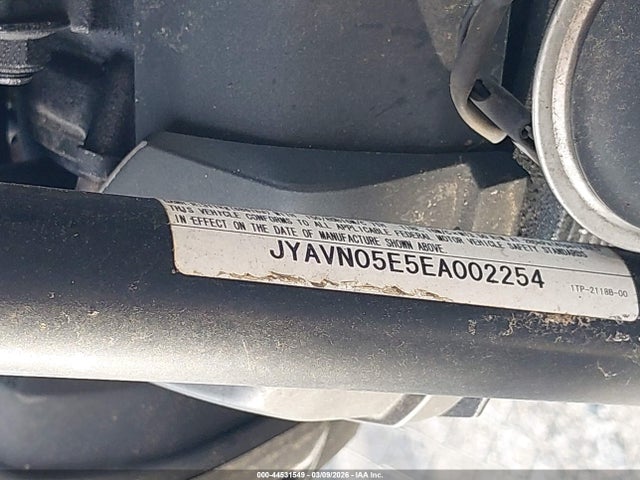 THIS VEHICLE CONFORMS TO ALL APPLICABLE FEDERAL MOTOR VEHICLE SAFETY STANDARDS
IN EFFECT ON THE DATE OF MANUFACTURE SHOWN ABOVE
JYAVN05E5EA002254
1TP-2118B-00
000-44531549 | 03/09/2026 | IAA Inc.